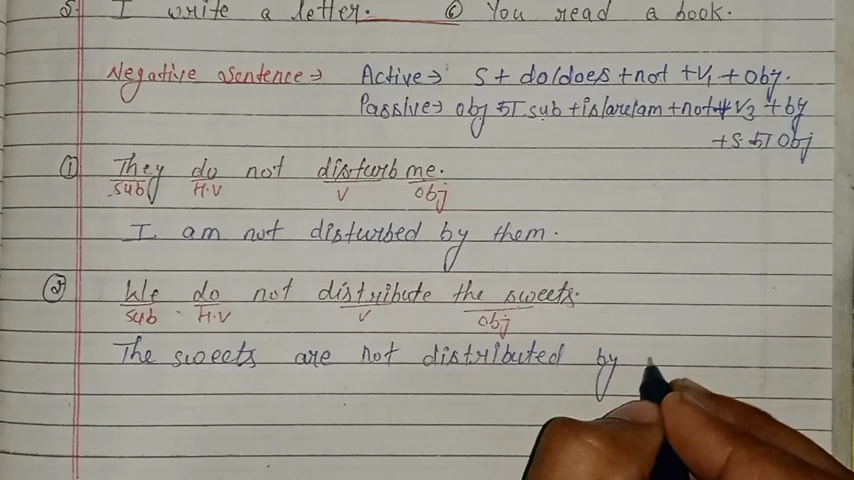 5. I write a letter. ⑥ You read a book.
Negative Sentence → Active → S + do/does + not + V₁ + Obj.
Passive → obj का sub + is/are/am + not + V₃ + by
+ S का Obj
① They do not disturb me.
Sub H.V V Obj
I am not disturbed by them.
② We do not distribute the sweets.
Sub H.V V Obj
The sweets are not distributed by